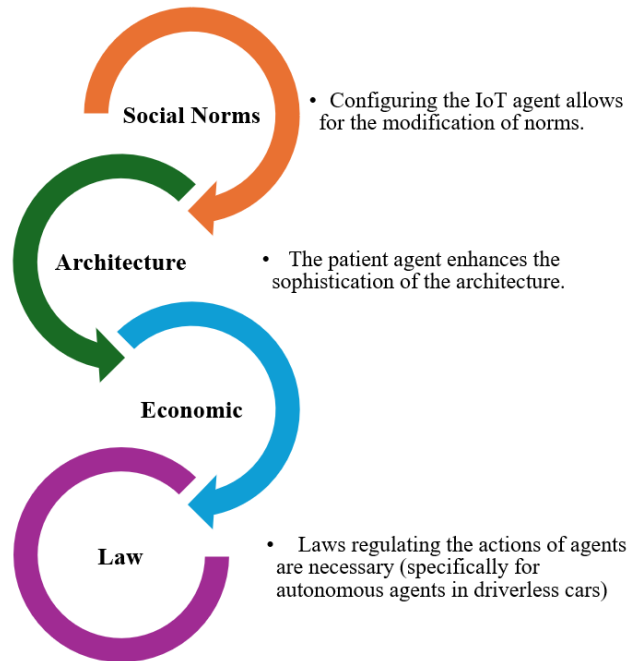 Social Norms
• Configuring the IoT agent allows
for the modification of norms.
Architecture
• The patient agent enhances the
sophistication of the architecture.
Economic
Law
• Laws regulating the actions of agents
are necessary (specifically for
autonomous agents in driverless cars)